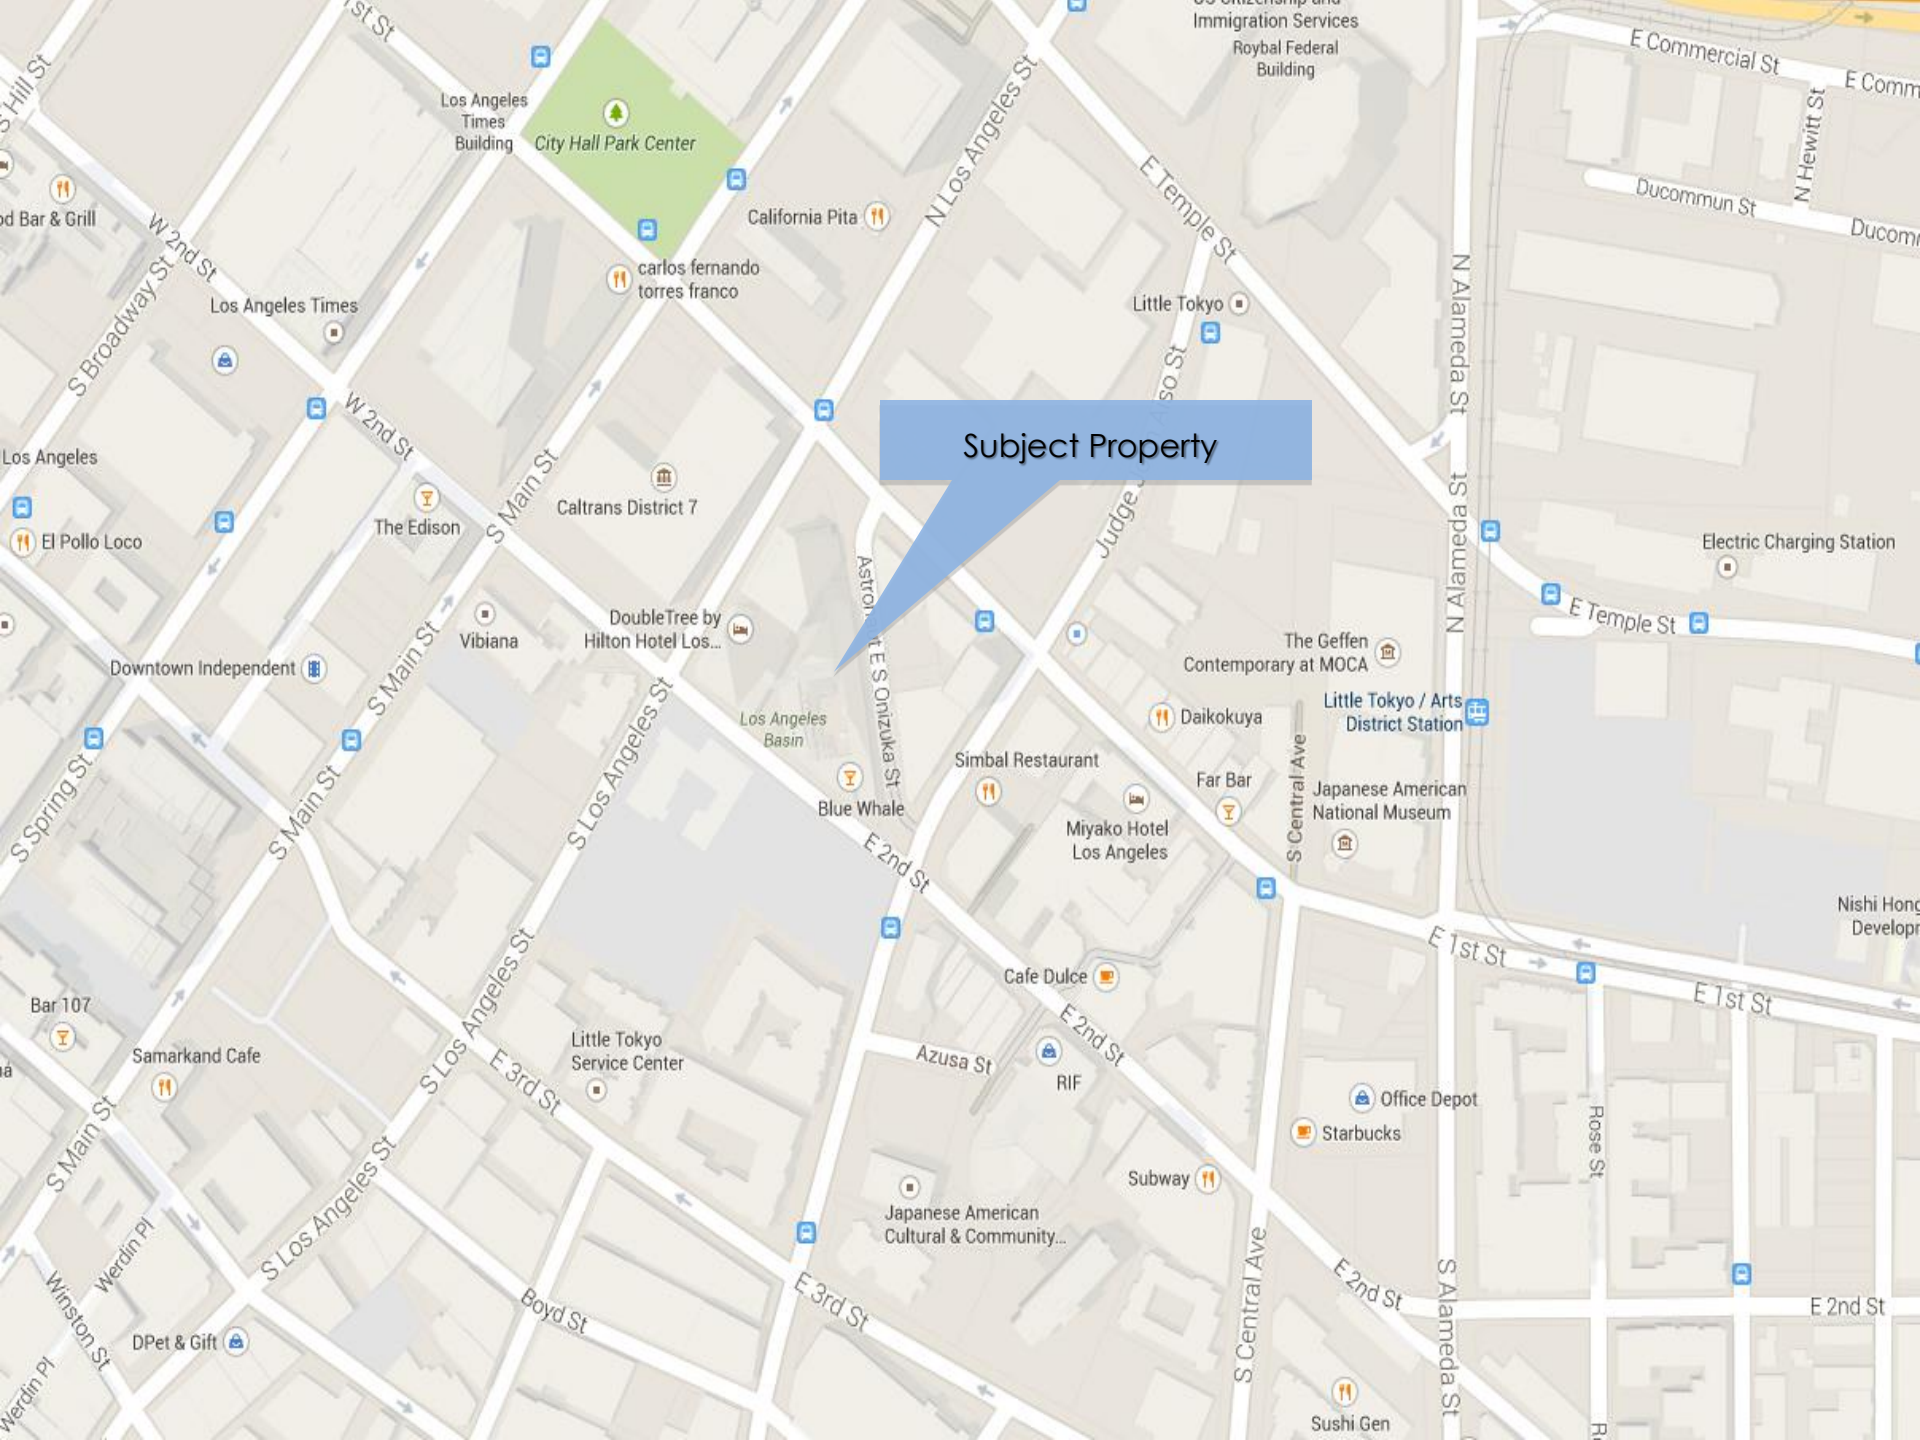 US Citizenship and
Immigration Services
Roybal Federal
Building
1st St
E Commercial St
E Comm
S Hill St
N Hewitt St
Los Angeles
Times
Building
City Hall Park Center
N Los Angeles St
E Temple St
Ducommun St
Ducomm
od Bar & Grill
W 2nd St
California Pita
carlos fernando
torres franco
Los Angeles Times
Little Tokyo
S Broadway St
N Alameda St
Judge
so St
W 2nd St
Subject Property
Los Angeles
S Main St
Caltrans District 7
The Edison
El Pollo Loco
N Alameda St
Electric Charging Station
Astron
t E S Onizuka St
DoubleTree by
Hilton Hotel Los...
Vibiana
E Temple St
The Geffen
Contemporary at MOCA
Downtown Independent
S Main St
Little Tokyo / Arts
District Station
Los Angeles
Basin
Daikokuya
S Los Angeles St
Simbal Restaurant
Far Bar
S Central Ave
Japanese American
National Museum
S Spring St
S Main St
Blue Whale
Miyako Hotel
Los Angeles
E 2nd St
Nishi Hong
Develop
E 1st St
E 1st St
Cafe Dulce
Bar 107
S Los Angeles St
E 2nd St
Samarkand Cafe
Little Tokyo
Service Center
Azusa St
RIF
E 3rd St
Office Depot
Starbucks
Rose St
S Main St
S Los Angeles St
Subway
Japanese American
Cultural & Community...
Werdin Pl
S Central Ave
E 3rd St
E 2nd St
S Alameda St
E 2nd St
Winston St
Boyd St
DPet & Gift
Werdin Pl
Sushi Gen